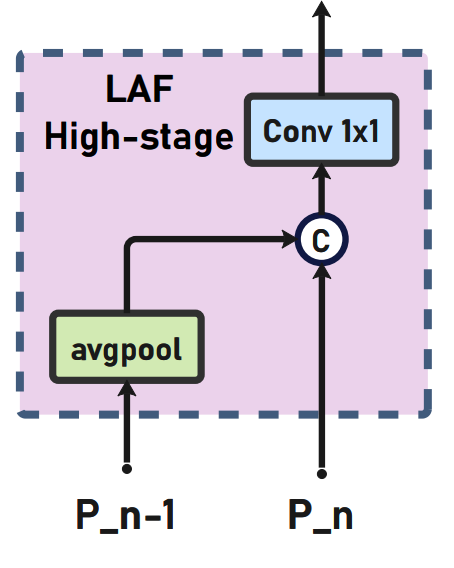 LAF
High-stage
Conv 1x1
C
avgpool
P_n-1
P_n